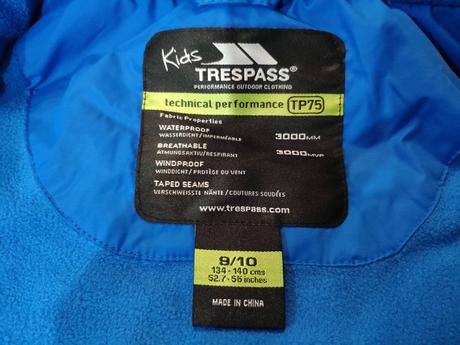 Kids
TRESPASS®
PERFORMANCE OUTDOOR CLOTHING
technical performance TP75
Fabric Properties
WATERPROOF 3000MM
WASSERDICHT/IMPERMÉABLE
BREATHABLE 3000MVP
ATMUNGSAKTIV/RESPIRANT
WINDPROOF
WINDDICHT/PROTÈGE DU VENT
TAPED SEAMS
VERSCHWEISSTE NÄHTE/COUTURES SOUDÉES
www.trespass.com
9/10
134-140 cms
52.7-55 inches
MADE IN CHINA